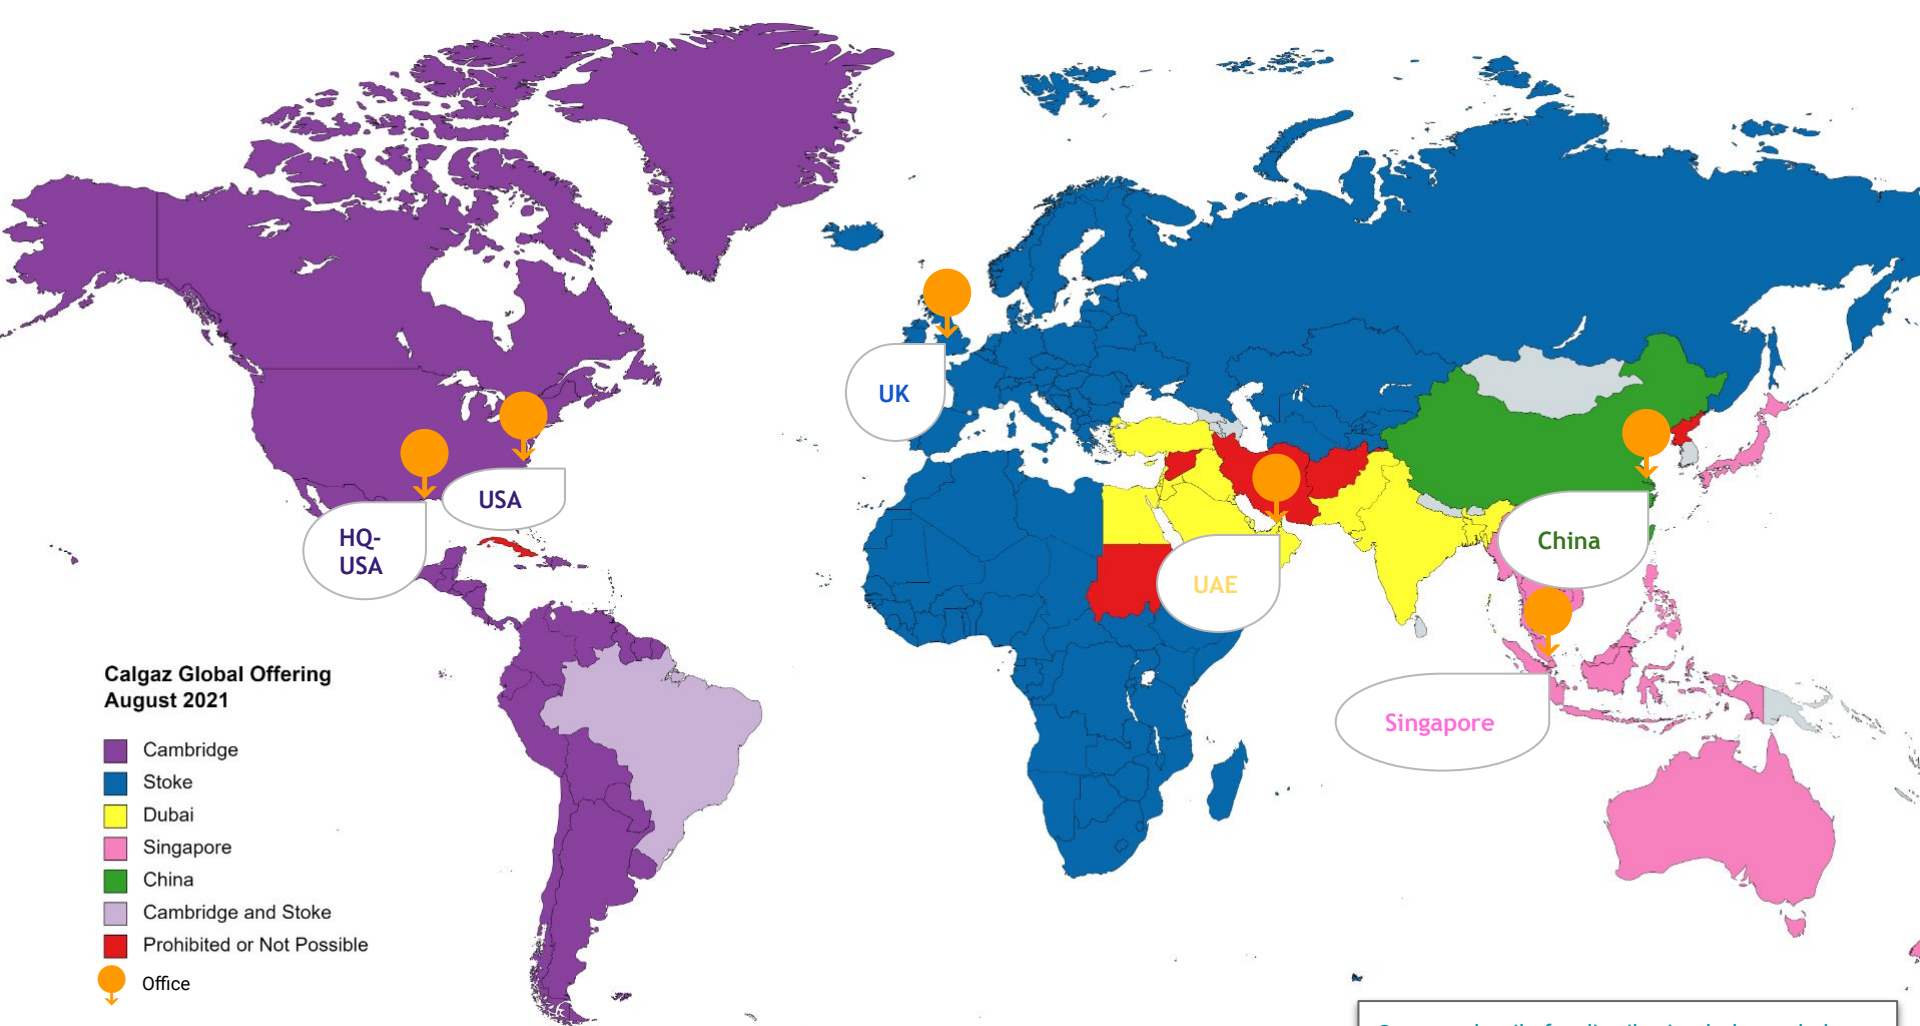 UK
USA
HQ-
USA
China
UAE
Singapore
Calgaz Global Offering
August 2021
Cambridge
Stoke
Dubai
Singapore
China
Cambridge and Stoke
Prohibited or Not Possible
Office